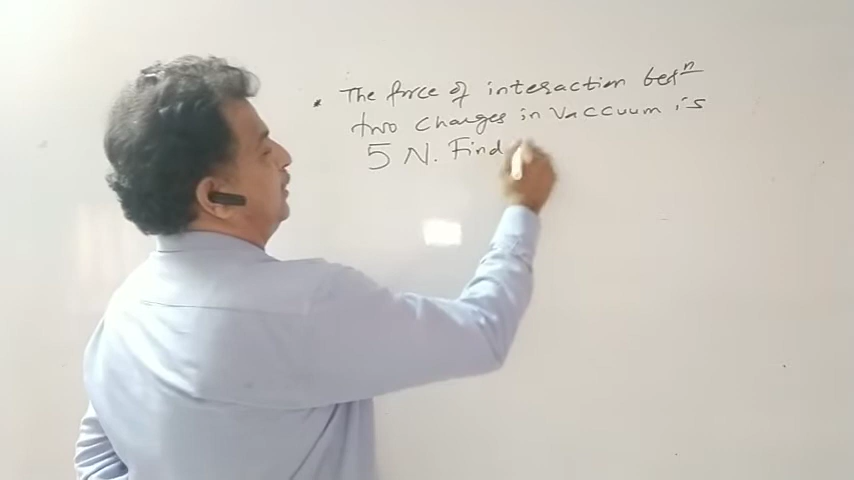 • The force of interaction betⁿ
two charges in Vaccuum is
5 N. Find